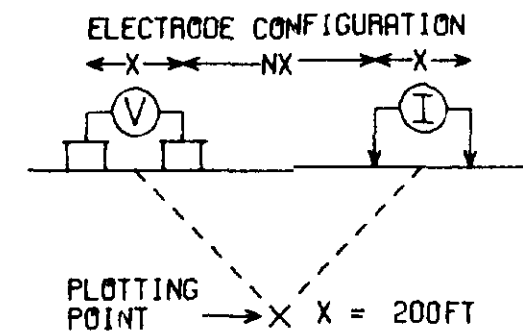 ELECTRODE CONFIGURATION
X NX X
V I
PLOTTING
POINT X X = 200FT